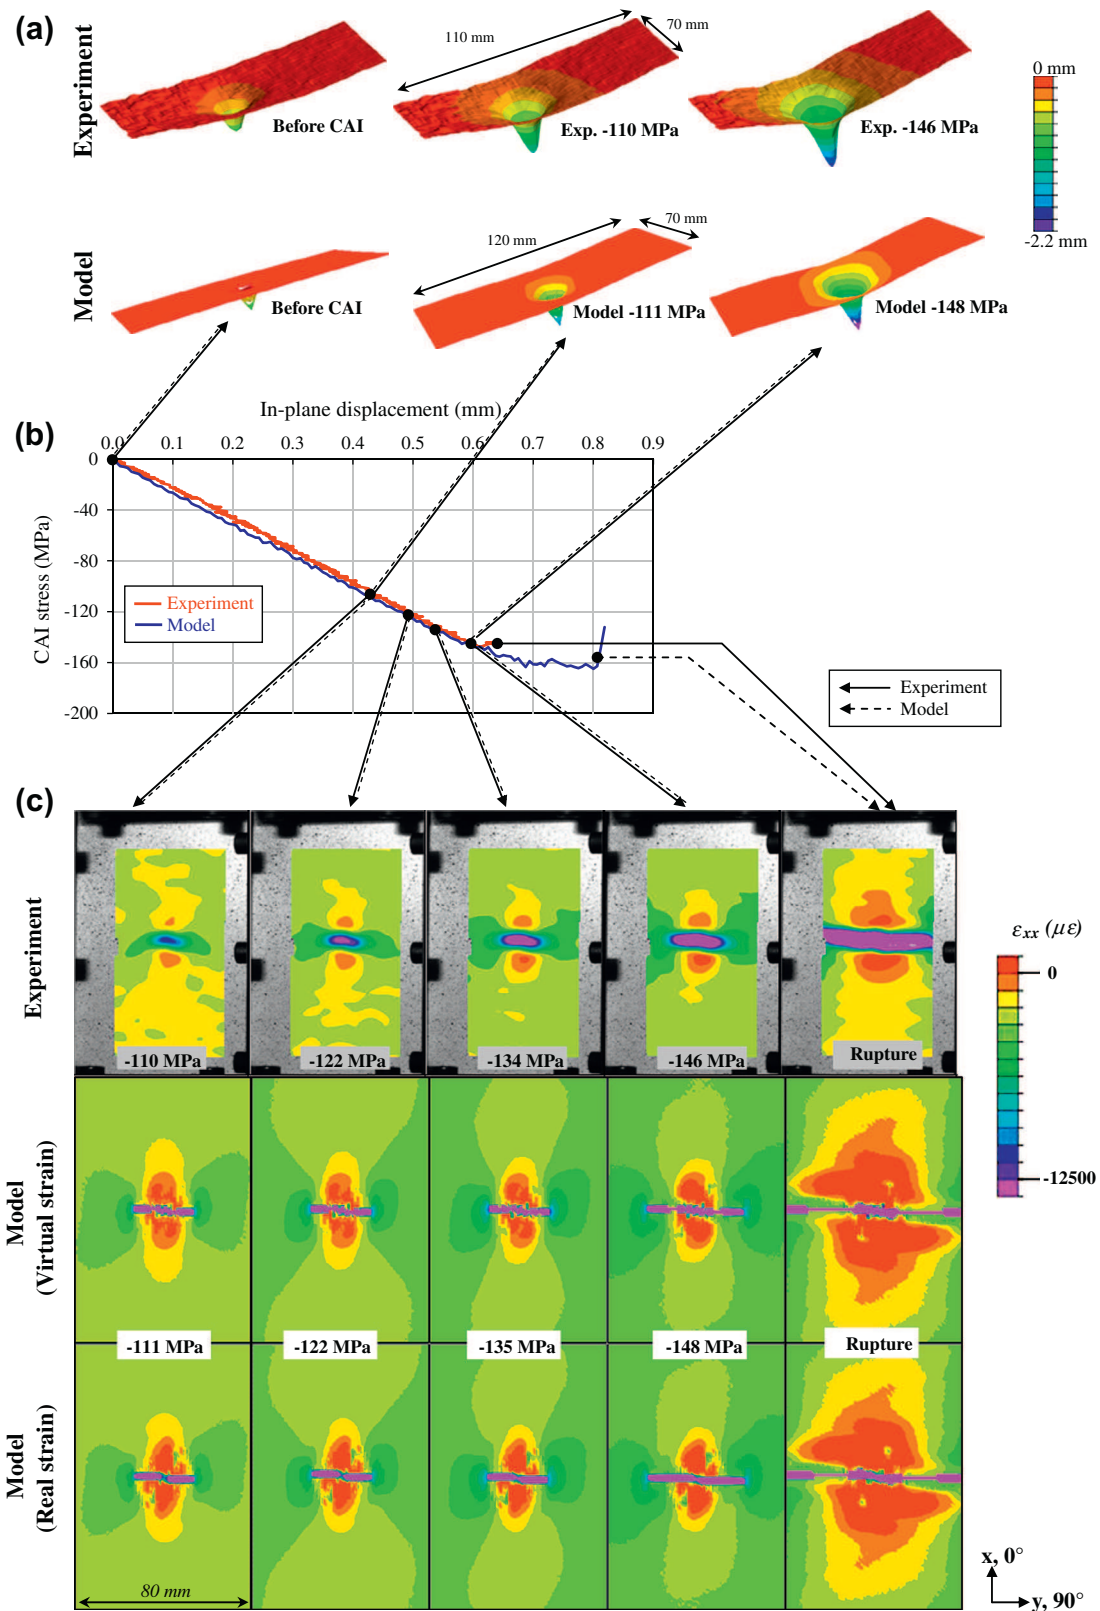 (a)
Experiment
110 mm
70 mm
0 mm
Before CAI
Exp. -110 MPa
Exp. -146 MPa
-2.2 mm
Model
120 mm
70 mm
Before CAI
Model -111 MPa
Model -148 MPa
(b)
In-plane displacement (mm)
0.0 0.1 0.2 0.3 0.4 0.5 0.6 0.7 0.8 0.9
CAI stress (MPa)
0
-40
-80
-120
-160
-200
Experiment
Model
Experiment
Model
(c)
Experiment
-110 MPa
-122 MPa
-134 MPa
-146 MPa
Rupture
εxx (με)
0
-12500
Model
(Virtual strain)
-111 MPa
-122 MPa
-135 MPa
-148 MPa
Rupture
Model
(Real strain)
80 mm
x, 0°
y, 90°